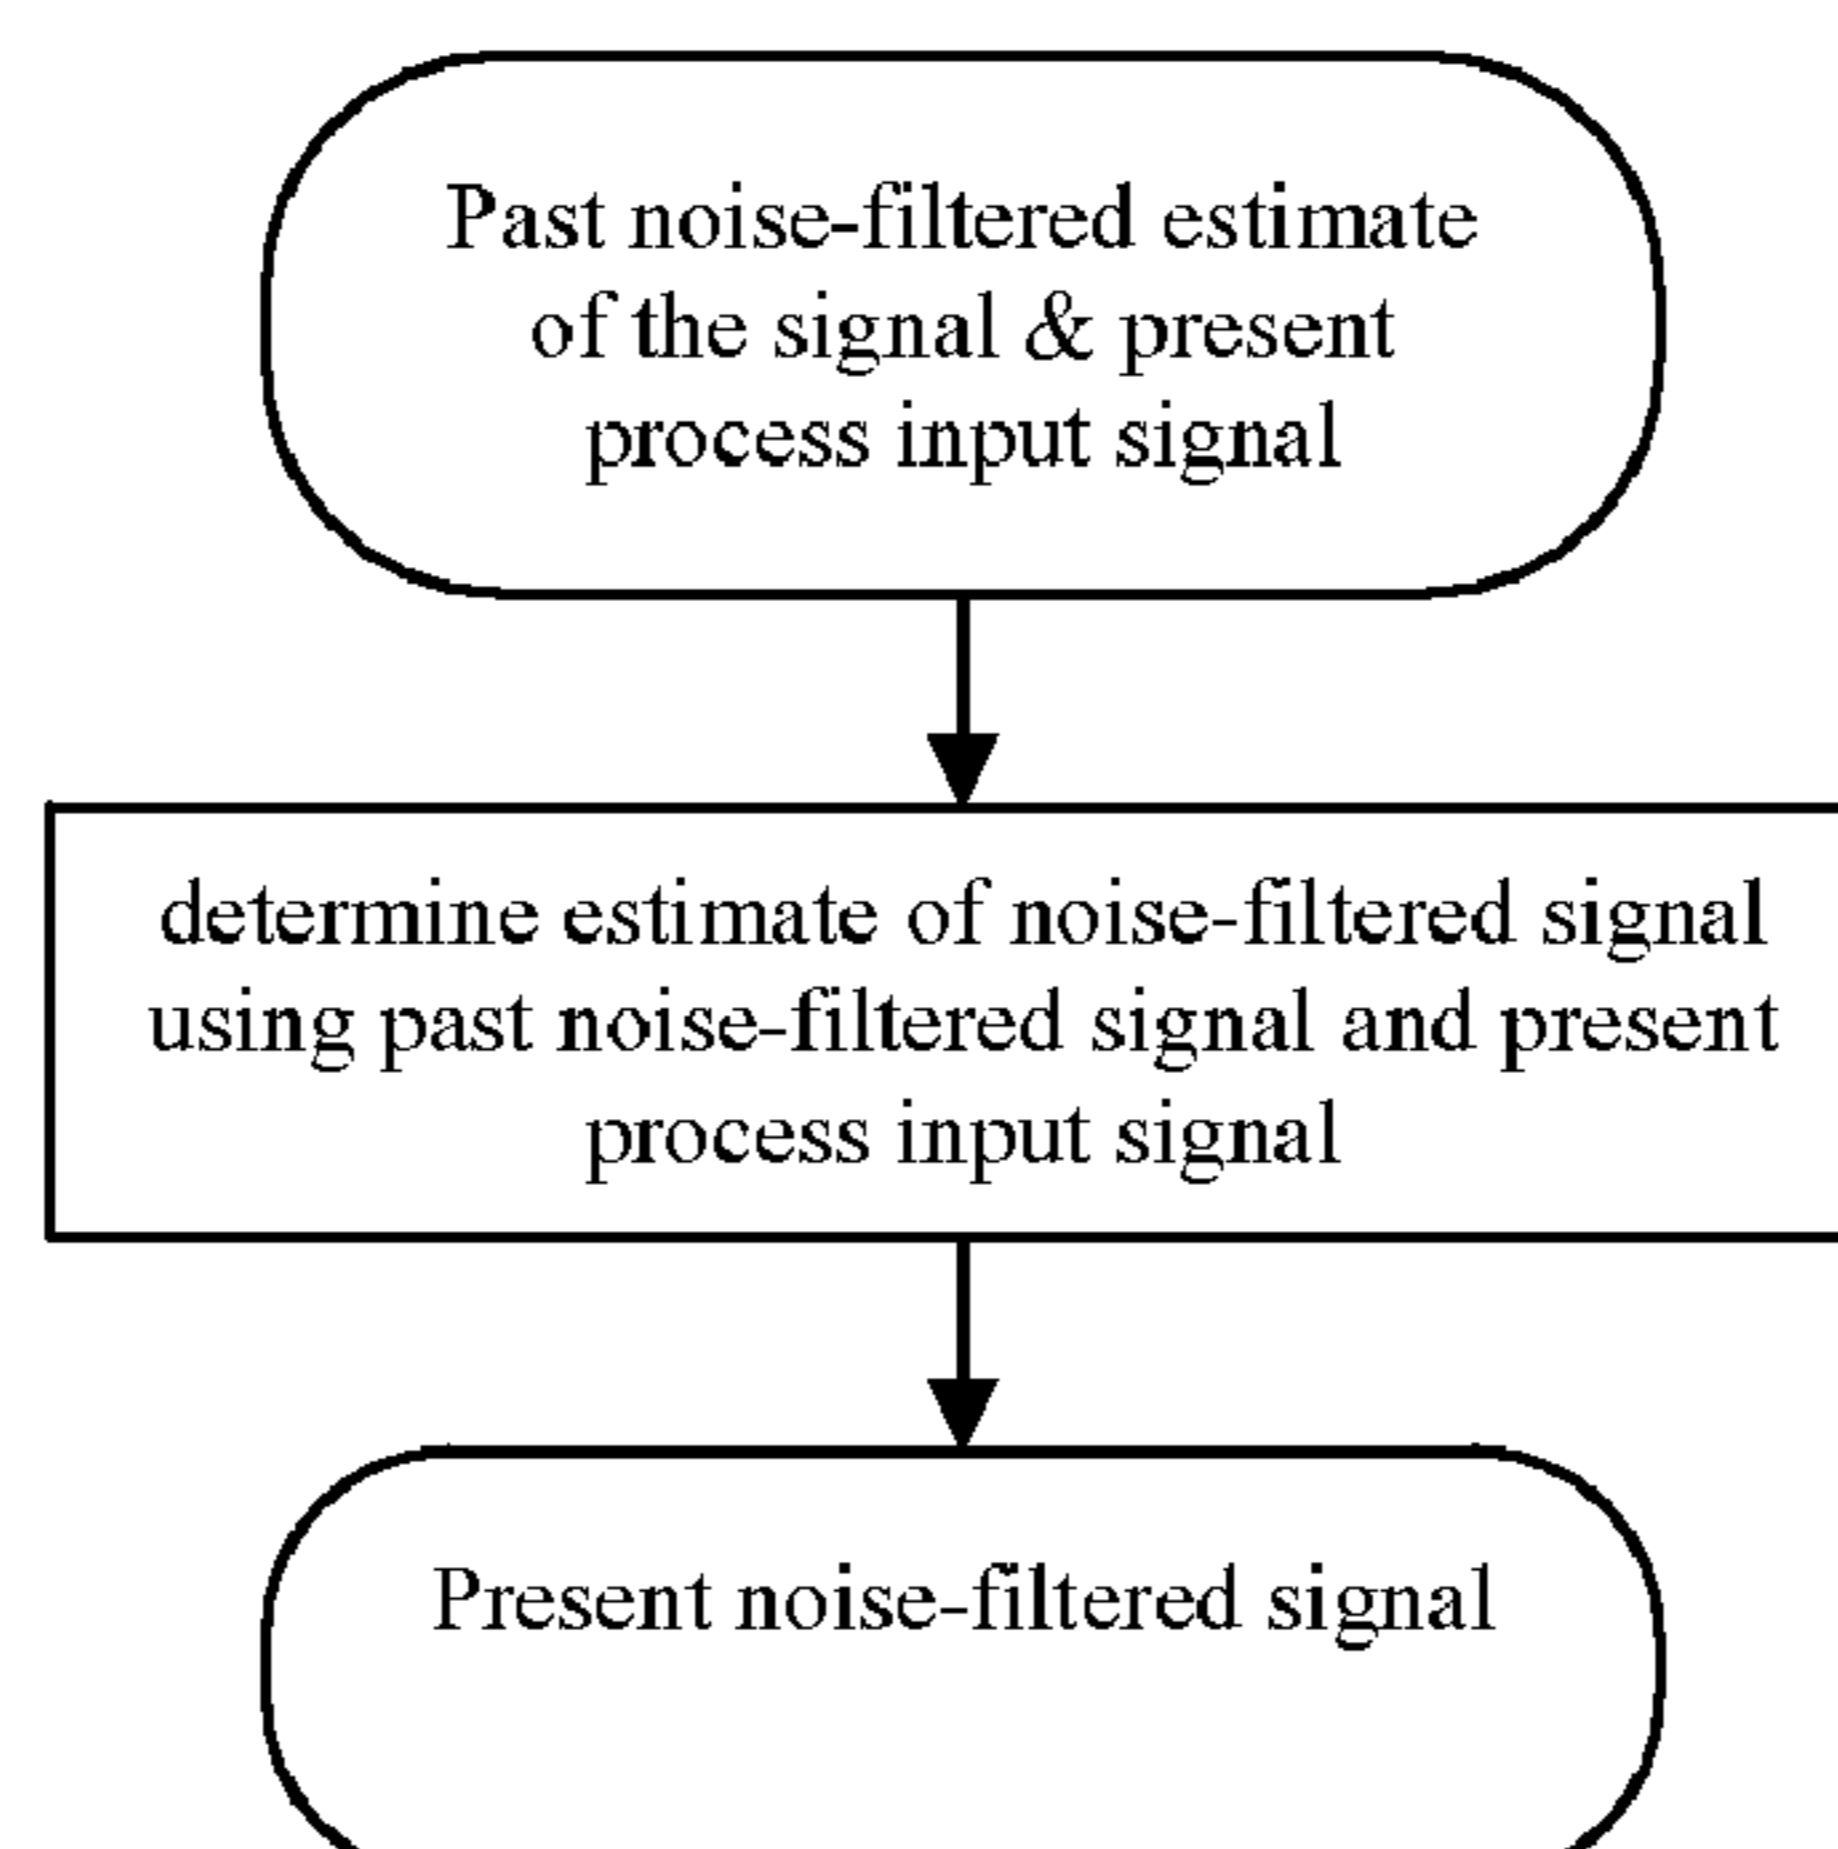 Past noise-filtered estimate
of the signal & present
process input signal
determine estimate of noise-filtered signal
using past noise-filtered signal and present
process input signal
Present noise-filtered signal